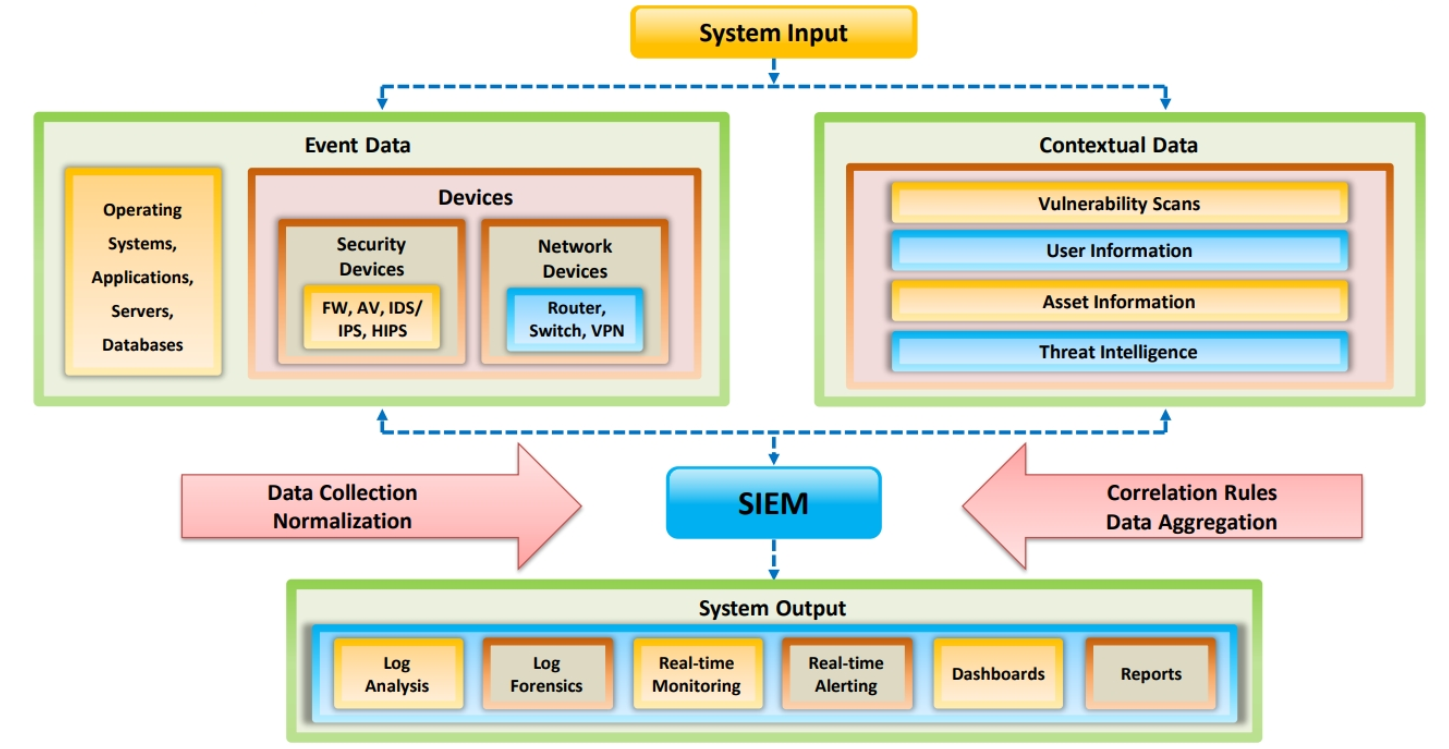 System Input
Event Data
Operating
Systems,
Applications,
Servers,
Databases
Devices
Security
Devices
FW, AV, IDS/
IPS, HIPS
Network
Devices
Router,
Switch, VPN
Contextual Data
Vulnerability Scans
User Information
Asset Information
Threat Intelligence
Data Collection
Normalization
SIEM
Correlation Rules
Data Aggregation
System Output
Log
Analysis
Log
Forensics
Real-time
Monitoring
Real-time
Alerting
Dashboards
Reports